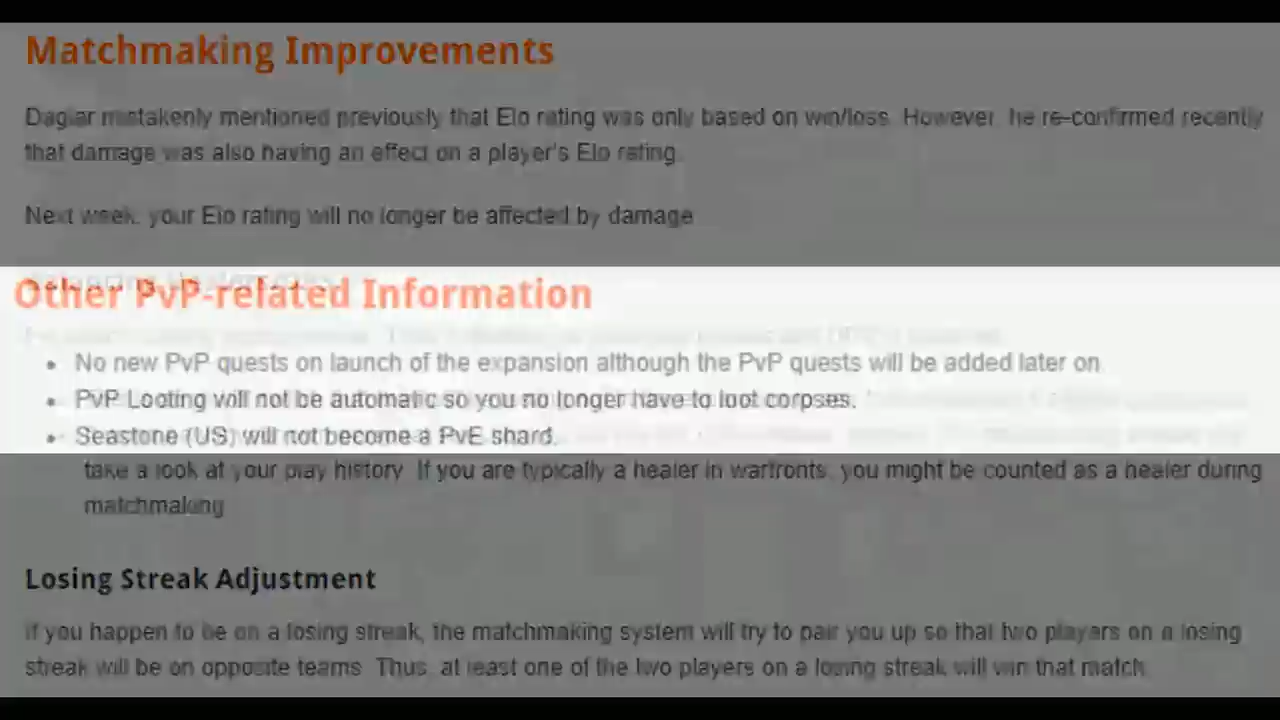 Matchmaking Improvements
Daglar mistakenly mentioned previously that Elo rating was only based on win/loss. However, he re-confirmed recently
that damage was also having an effect on a player's Elo rating.
Next week, your Elo rating will no longer be affected by damage
Other PvP-related Information
• No new PvP quests on launch of the expansion although the PvP quests will be added later on
• PvP Looting will not be automatic so you no longer have to loot corpses.
• Seastone (US) will not become a PvE shard.
take a look at your play history. If you are typically a healer in warfronts, you might be counted as a healer during
matchmaking
Losing Streak Adjustment
If you happen to be on a losing streak, the matchmaking system will try to pair you up so that two players on a losing
streak will be on opposite teams. Thus, at least one of the two players on a losing streak will win that match.